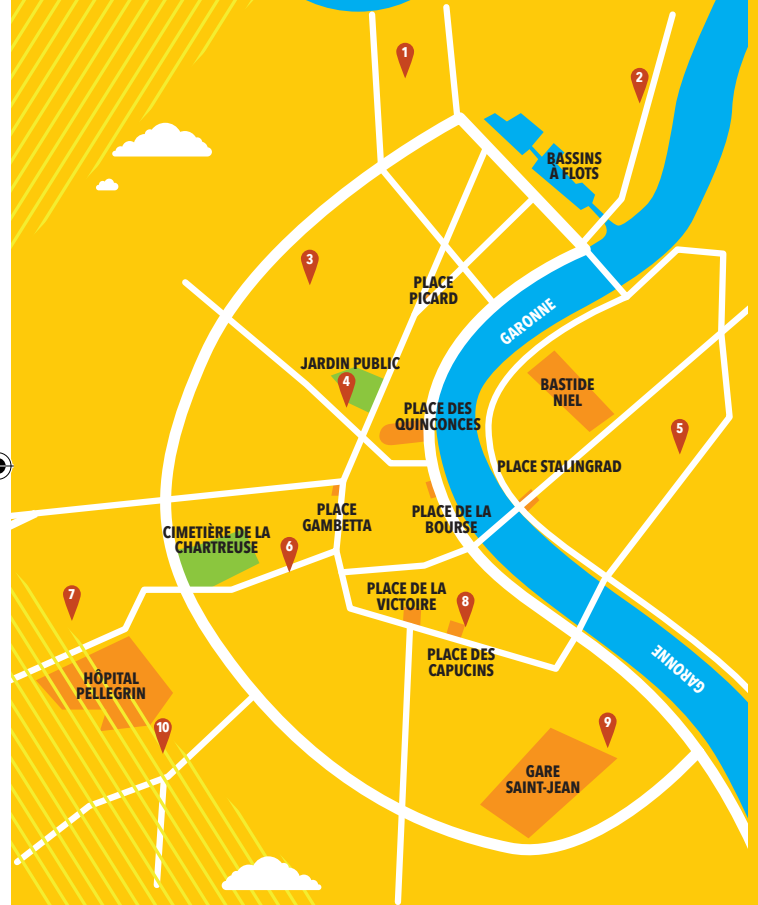 1
2
BASSINS
À FLOTS
3
PLACE
PICARD
GARONNE
JARDIN PUBLIC
4
BASTIDE
NIEL
PLACE DES
QUINCONCES
5
PLACE STALINGRAD
PLACE
GAMBETTA
PLACE DE LA
BOURSE
CIMETIÈRE DE LA
CHARTREUSE
6
7
PLACE DE LA
VICTOIRE
8
PLACE DES
CAPUCINS
GARONNE
HÔPITAL
PELLEGRIN
10
9
GARE
SAINT-JEAN